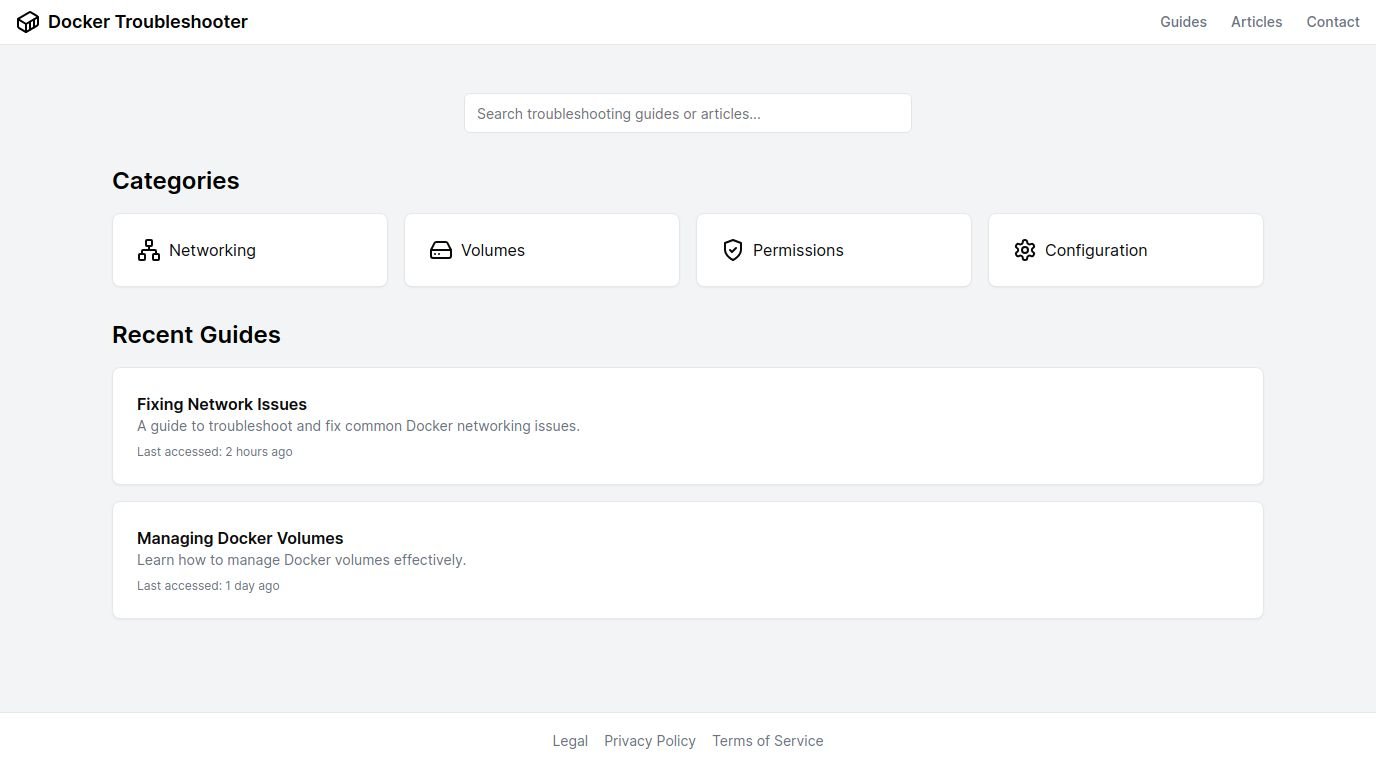 Docker Troubleshooter
Guides Articles Contact
Search troubleshooting guides or articles...
Categories
Networking
Volumes
Permissions
Configuration
Recent Guides
Fixing Network Issues
A guide to troubleshoot and fix common Docker networking issues.
Last accessed: 2 hours ago
Managing Docker Volumes
Learn how to manage Docker volumes effectively.
Last accessed: 1 day ago
Legal Privacy Policy Terms of Service